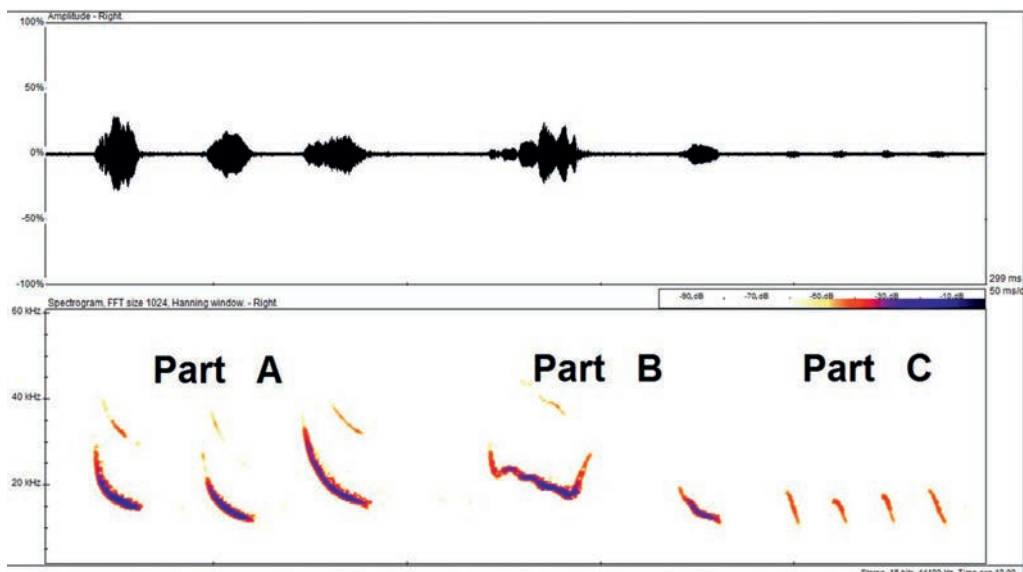 Amplitude - Right.
100%
50%
0%
-50%
-100%
299 ms
50 ms/d
Spectrogram, FFT size 1024, Hanning window. - Right.
-90.dB -70.dB -50.dB -30.dB -10.dB
60 kHz
Part A
Part B
Part C
40 kHz
20 kHz